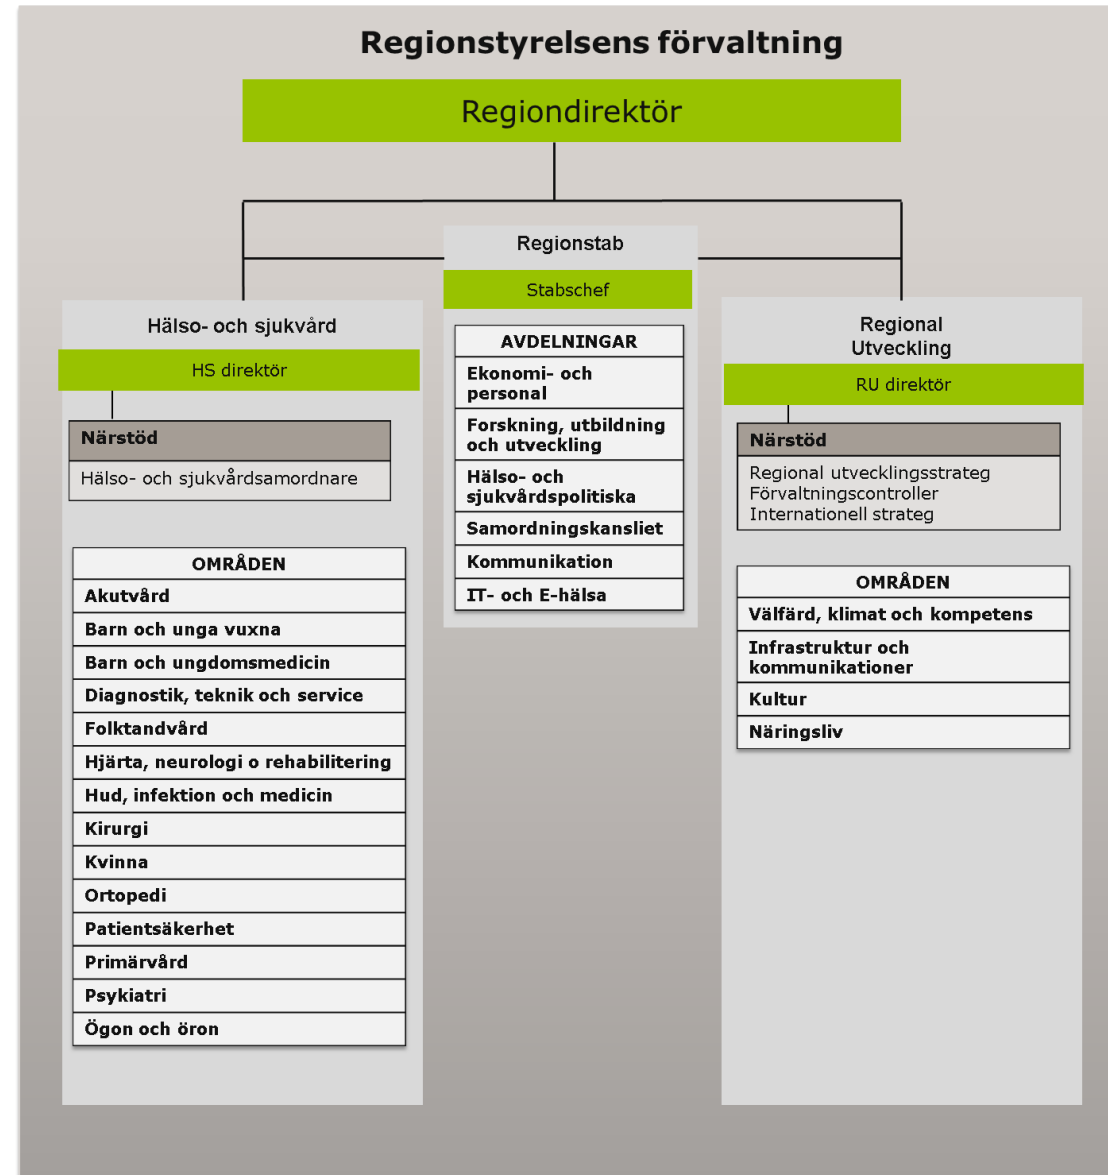 Regionstyrelsens förvaltning
Regiondirektör
Regionstab
Stabschef
AVDELNINGAR
Ekonomi- och
personal
Forskning, utbildning
och utveckling
Hälso- och
sjukvårdspolitiska
Samordningskansliet
Kommunikation
IT- och E-hälsa
Hälso- och sjukvård
HS direktör
Närstöd
Hälso- och sjukvårdsamordnare
OMRÅDEN
Akutvård
Barn och unga vuxna
Barn och ungdomsmedicin
Diagnostik, teknik och service
Folktandvård
Hjärta, neurologi o rehabilitering
Hud, infektion och medicin
Kirurgi
Kvinna
Ortopedi
Patientsäkerhet
Primärvård
Psykiatri
Ögon och öron
Regional
Utveckling
RU direktör
Närstöd
Regional utvecklingsstrateg
Förvaltningscontroller
Internationell strateg
OMRÅDEN
Välfärd, klimat och kompetens
Infrastruktur och
kommunikationer
Kultur
Näringsliv